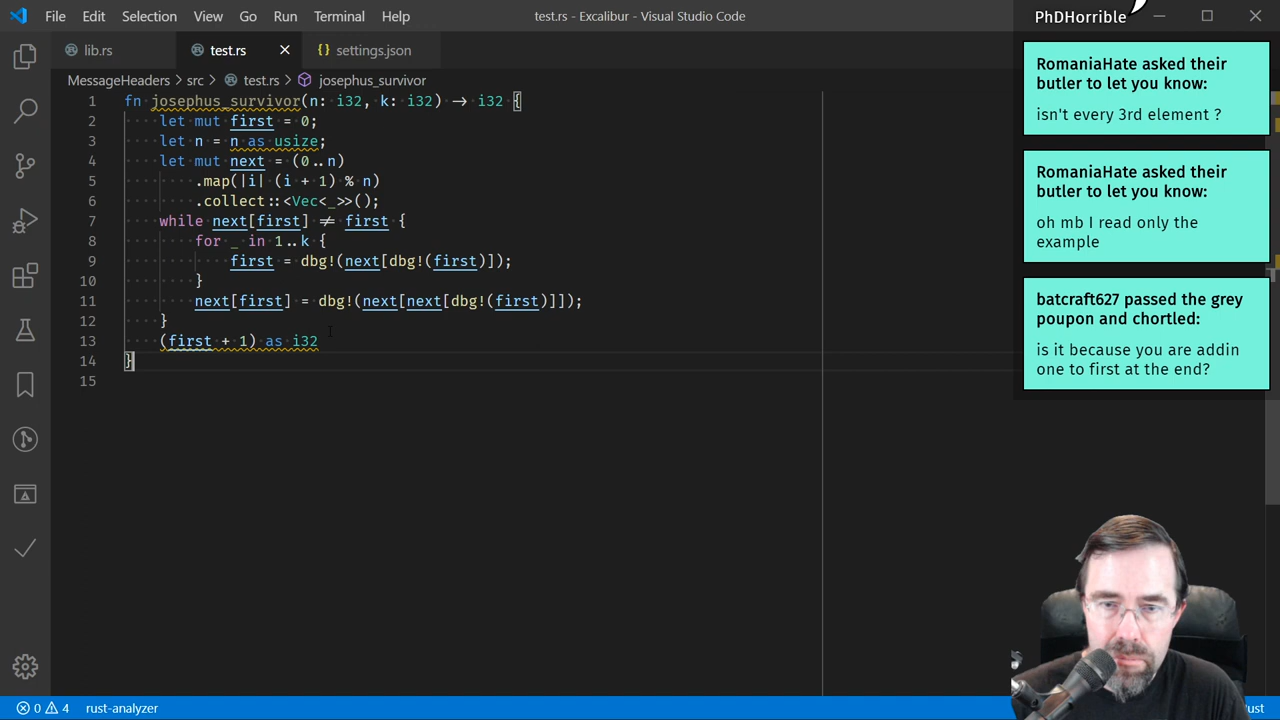 File Edit Selection View Go Run Terminal Help
test.rs - Excalibur - Visual Studio Code
PhDHorrible
lib.rs
test.rs
{} settings.json
MessageHeaders › src › test.rs › josephus_survivor
1 fn josephus_survivor(n: i32, k: i32) → i32 {
2 let mut first = 0;
3 let n = n as usize;
4 let mut next = (0..n)
5 .map(|i| (i + 1) % n)
6 .collect::<Vec<_>>();
7 while next[first] ≠ first {
8 for _ in 1..k {
9 first = dbg!(next[dbg!(first)]);
10 }
11 next[first] = dbg!(next[next[dbg!(first)]]);
12 }
13 (first + 1) as i32
14 }
15
RomaniaHate asked their
butler to let you know:
isn't every 3rd element ?
RomaniaHate asked their
butler to let you know:
oh mb I read only the
example
batcraft627 passed the grey
poupon and chortled:
is it because you are addin
one to first at the end?
0 4 rust-analyzer